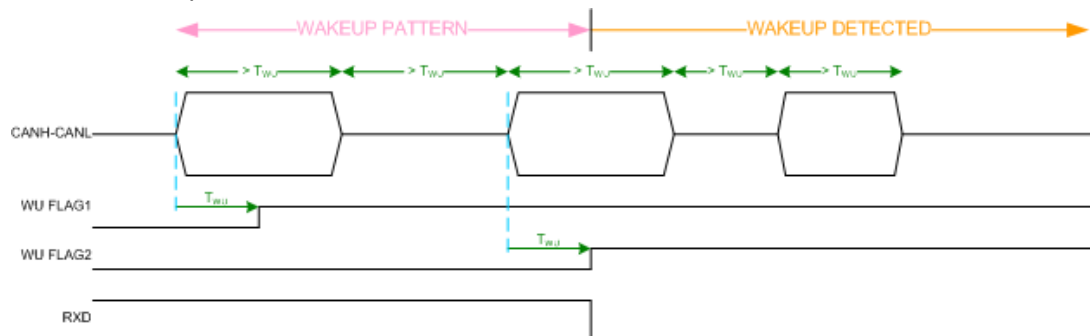 WAKEUP PATTERN
WAKEUP DETECTED
> TWU
> TWU
> TWU
> TWU
> TWU
CANH-CANL
TWU
WU FLAG1
TWU
WU FLAG2
RXD